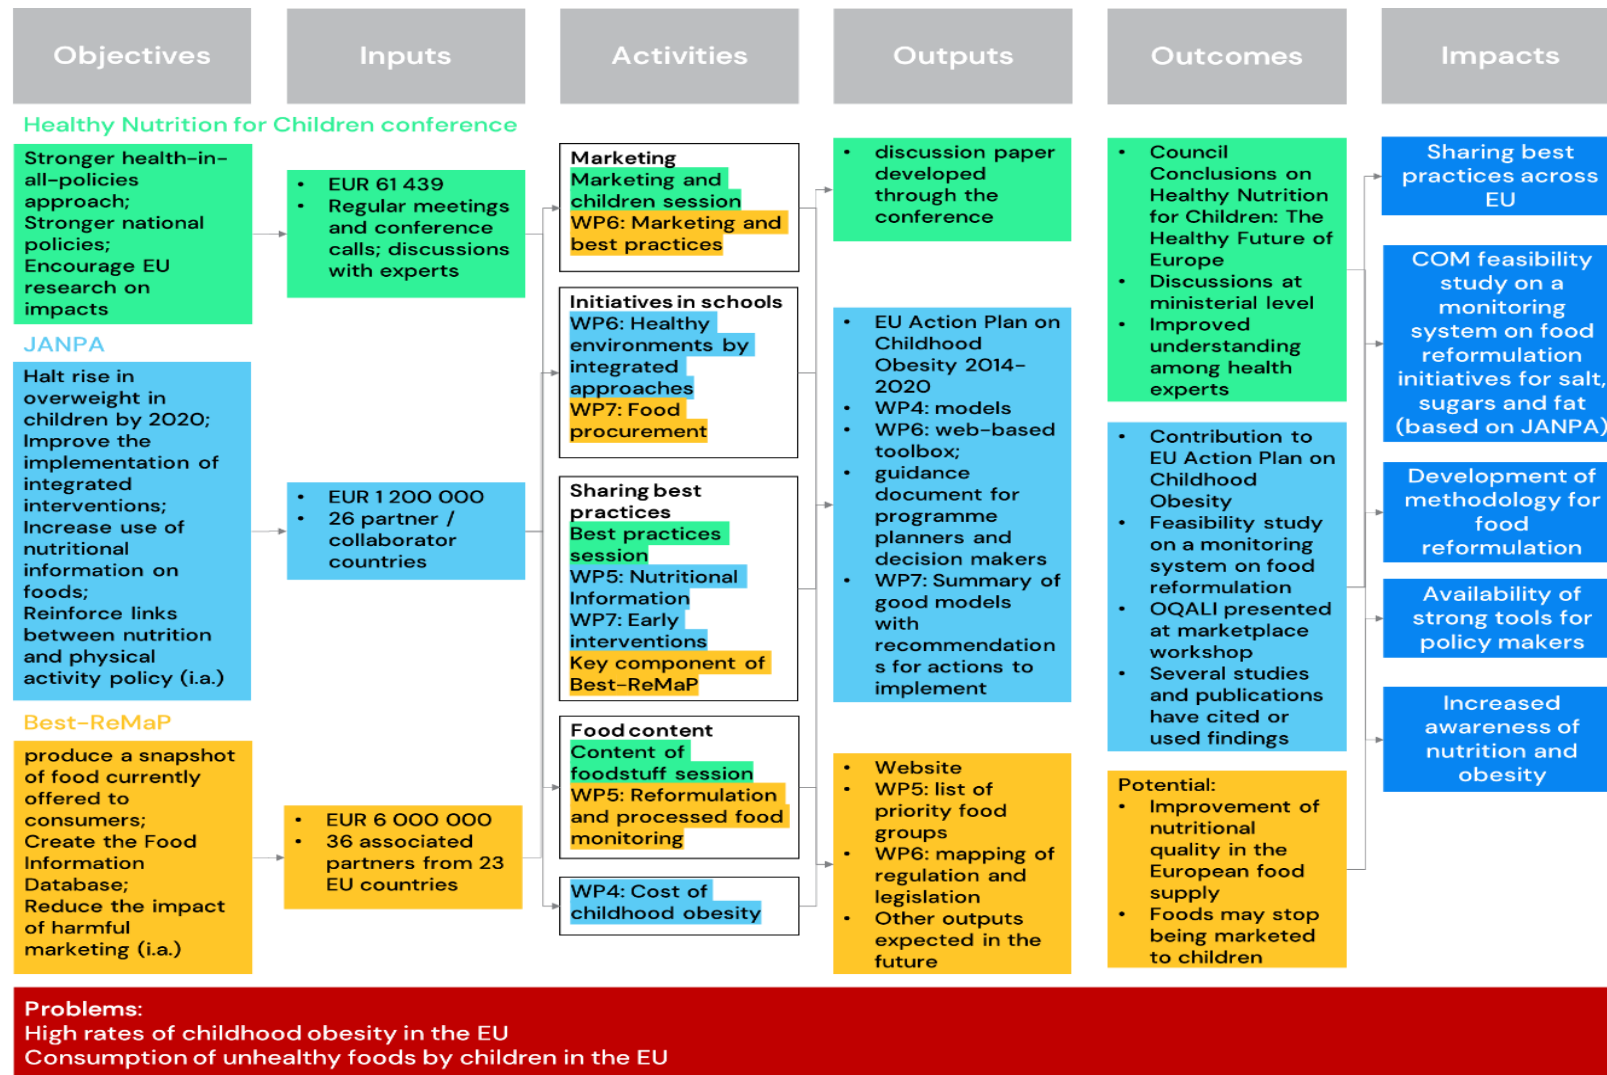 Objectives
Inputs
Activities
Outputs
Outcomes
Impacts
Healthy Nutrition for Children conference
Stronger health-in-
all-policies
approach;
Stronger national
policies;
Encourage EU
research on
impacts
• EUR 61 439
• Regular meetings
and conference
calls; discussions
with experts
JANPA
Halt rise in
overweight in
children by 2020;
Improve the
implementation of
integrated
interventions;
Increase use of
nutritional
information on
foods;
Reinforce links
between nutrition
and physical
activity policy (i.a.)
• EUR 1 200 000
• 26 partner /
collaborator
countries
Best-ReMaP
produce a snapshot
of food currently
offered to
consumers;
Create the Food
Information
Database;
Reduce the impact
of harmful
marketing (i.a.)
• EUR 6 000 000
• 36 associated
partners from 23
EU countries
Marketing
Marketing and
children session
WP6: Marketing and
best practices
Initiatives in schools
WP6: Healthy
environments by
integrated
approaches
WP7: Food
procurement
Sharing best
practices
Best practices
session
WP5: Nutritional
Information
WP7: Early
interventions
Key component of
Best-ReMaP
Food content
Content of
foodstuff session
WP5: Reformulation
and processed food
monitoring
WP4: Cost of
childhood obesity
• discussion paper
developed
through the
conference
• EU Action Plan on
Childhood
Obesity 2014-
2020
• WP4: models
• WP6: web-based
toolbox;
• guidance
document for
programme
planners and
decision makers
• WP7: Summary of
good models
with
recommendation
s for actions to
implement
• Website
• WP5: list of
priority food
groups
• WP6: mapping of
regulation and
legislation
• Other outputs
expected in the
future
• Council
Conclusions on
Healthy Nutrition
for Children: The
Healthy Future of
Europe
• Discussions at
ministerial level
• Improved
understanding
among health
experts
• Contribution to
EU Action Plan on
Childhood
Obesity
• Feasibility study
on a monitoring
system on food
reformulation
• OQALI presented
at marketplace
workshop
• Several studies
and publications
have cited or
used findings
Potential:
• Improvement of
nutritional
quality in the
European food
supply
• Foods may stop
being marketed
to children
Sharing best
practices across
EU
COM feasibility
study on a
monitoring
system on food
reformulation
initiatives for salt,
sugars and fat
(based on JANPA)
Development of
methodology for
food
reformulation
Availability of
strong tools for
policy makers
Increased
awareness of
nutrition and
obesity
Problems:
High rates of childhood obesity in the EU
Consumption of unhealthy foods by children in the EU